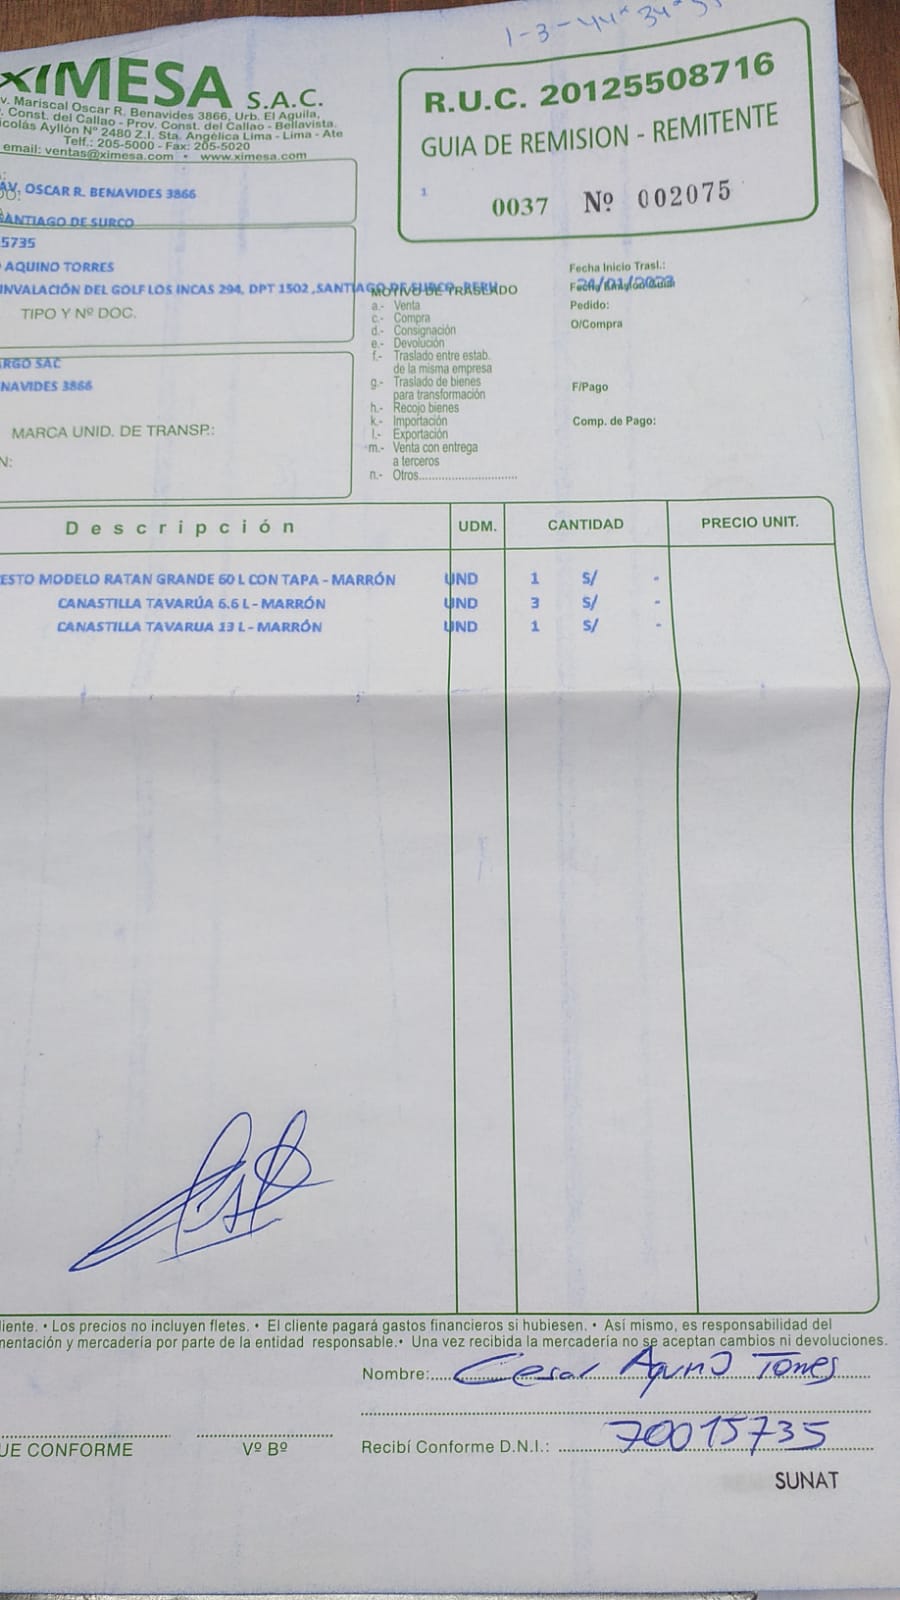 1-3-44* 34*
XIMESA S.A.C.
v. Mariscal Oscar R. Benavides 3866, Urb. El Aguila,
. Const. del Callao - Prov. Const. del Callao - Bellavista.
icolás Ayllón Nº 2480 Z.I. Sta. Angélica Lima - Lima - Ate
Telf.: 205-5000 - Fax: 205-5020
email: ventas@ximesa.com • www.ximesa.com
R.U.C. 20125508716
GUIA DE REMISION - REMITENTE
1
0037 Nº 002075
AV. OSCAR R. BENAVIDES 3866
SANTIAGO DE SURCO
5735
AQUINO TORRES
INVALACIÓN DEL GOLF LOS INCAS 294, DPT 1502 ,SANTIAGO DE SURCO, PERU
TIPO Y Nº DOC.
RGO SAC
NAVIDES 3866
MARCA UNID. DE TRANSP.:
N:
MOTIVO DE TRASLADO
a.- Venta
c.- Compra
d.- Consignación
e.- Devolución
f.- Traslado entre estab.
de la misma empresa
g.- Traslado de bienes
para transformación
h.- Recojo bienes
k.- Importación
l.- Exportación
m.- Venta con entrega
a terceros
n.- Otros..............................
Fecha Inicio Trasl.:
24/01/2023
Pedido:
O/Compra
F/Pago
Comp. de Pago:
Descripción UDM. CANTIDAD PRECIO UNIT.
ESTO MODELO RATAN GRANDE 60 L CON TAPA - MARRÓN UND 1 S/ -
CANASTILLA TAVARÚA 6.6 L - MARRÓN UND 3 S/ -
CANASTILLA TAVARUA 13 L - MARRÓN UND 1 S/ -
liente. • Los precios no incluyen fletes. • El cliente pagará gastos financieros si hubiesen. • Así mismo, es responsabilidad del
mentación y mercadería por parte de la entidad responsable. • Una vez recibida la mercadería no se aceptan cambios ni devoluciones.
Nombre: Cesar Aquino Torres
UE CONFORME Vº Bº Recibí Conforme D.N.I.: 70015735
SUNAT